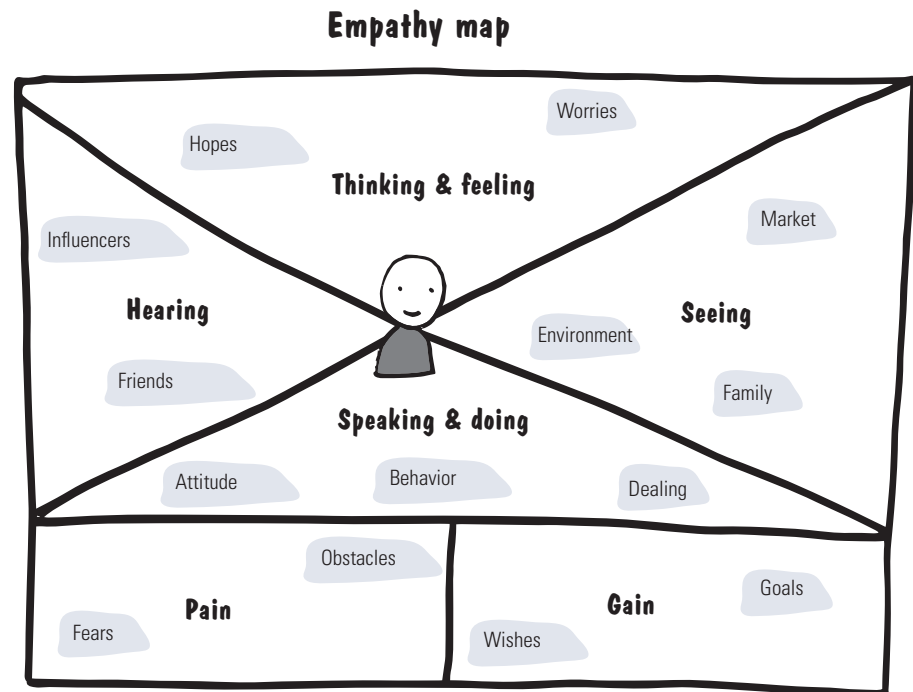 Empathy map
Worries
Hopes
Thinking & feeling
Influencers
Hearing
Friends
Market
Seeing
Environment
Family
Speaking & doing
Attitude
Behavior
Dealing
Obstacles
Pain
Fears
Goals
Gain
Wishes